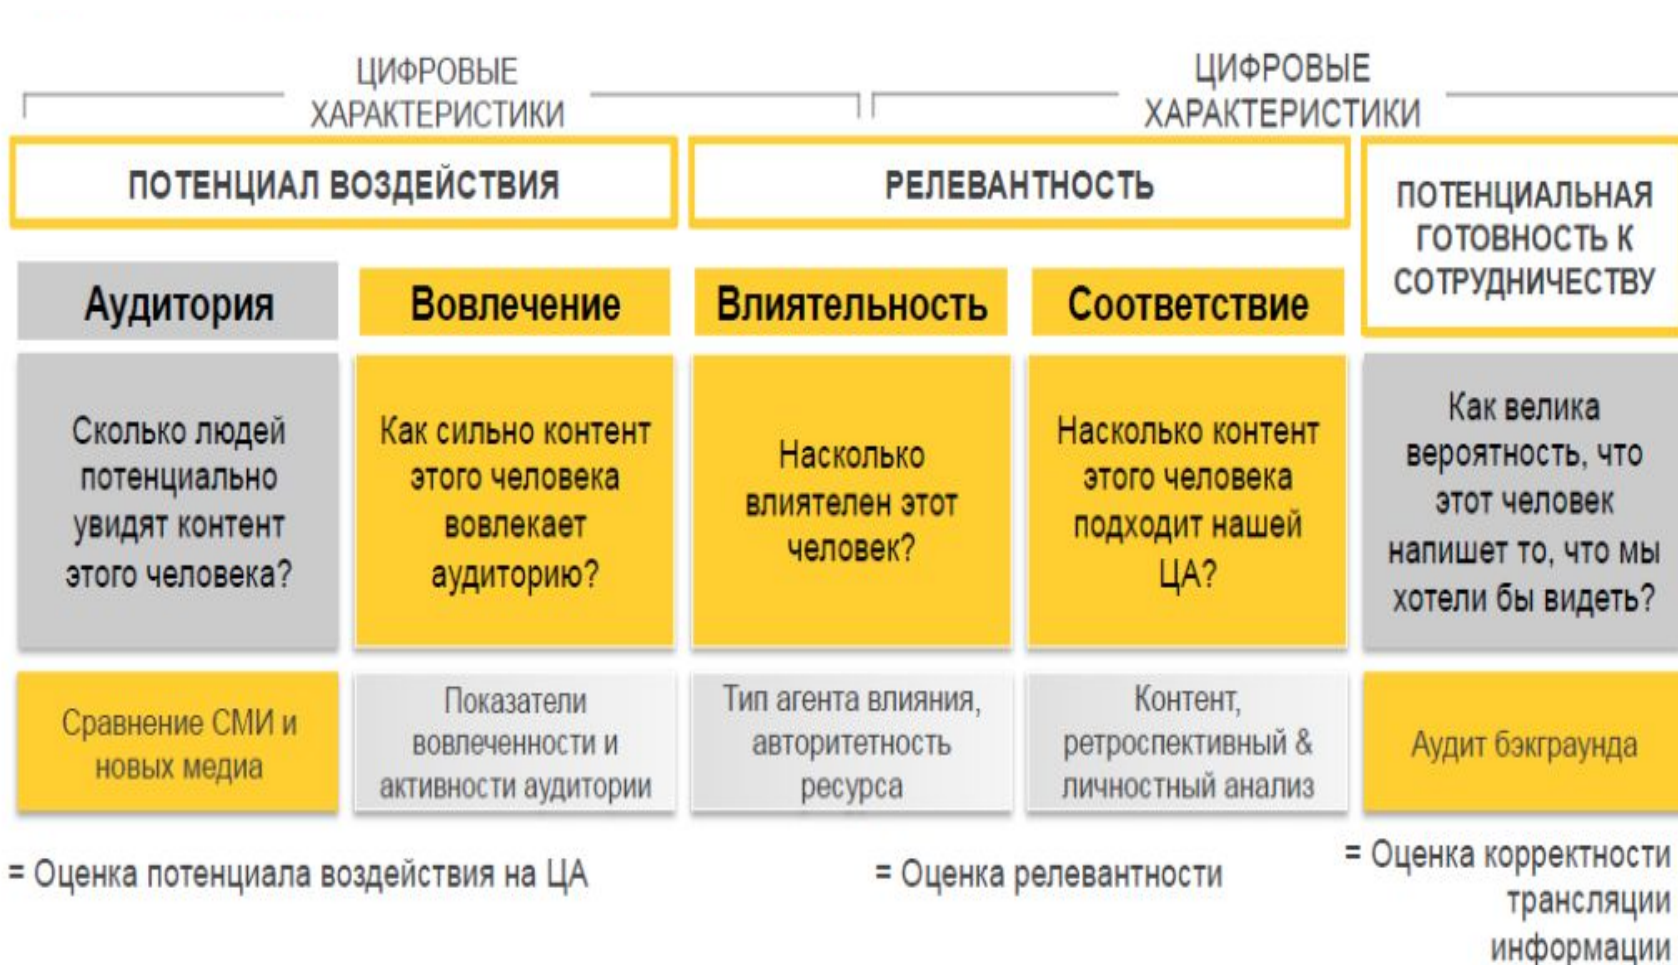 ЦИФРОВЫЕ
ХАРАКТЕРИСТИКИ
ЦИФРОВЫЕ
ХАРАКТЕРИСТИКИ
ПОТЕНЦИАЛ ВОЗДЕЙСТВИЯ
РЕЛЕВАНТНОСТЬ
ПОТЕНЦИАЛЬНАЯ
ГОТОВНОСТЬ К
СОТРУДНИЧЕСТВУ
Аудитория
Вовлечение
Влиятельность
Соответствие
Сколько людей
потенциально
увидят контент
этого человека?
Как сильно контент
этого человека
вовлекает
аудиторию?
Насколько
влиятелен этот
человек?
Насколько контент
этого человека
подходит нашей
ЦА?
Как велика
вероятность, что
этот человек
напишет то, что мы
хотели бы видеть?
Сравнение СМИ и
новых медиа
Показатели
вовлеченности и
активности аудитории
Тип агента влияния,
авторитетность
ресурса
Контент,
ретроспективный &
личностный анализ
Аудит бэкграунда
= Оценка потенциала воздействия на ЦА
= Оценка релевантности
= Оценка корректности
трансляции
информации